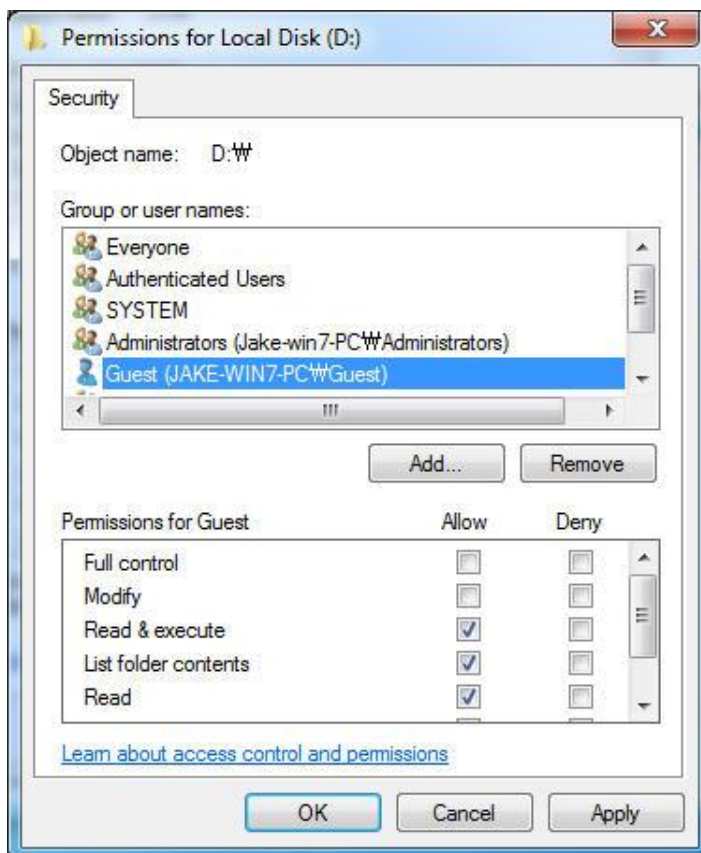 Permissions for Local Disk (D:)
Security
Object name: D:₩
Group or user names:
Everyone
Authenticated Users
SYSTEM
Administrators (Jake-win7-PC₩Administrators)
Guest (JAKE-WIN7-PC₩Guest)
Add... Remove
Permissions for Guest Allow Deny
Full control
Modify
Read & execute
List folder contents
Read
Learn about access control and permissions
OK Cancel Apply